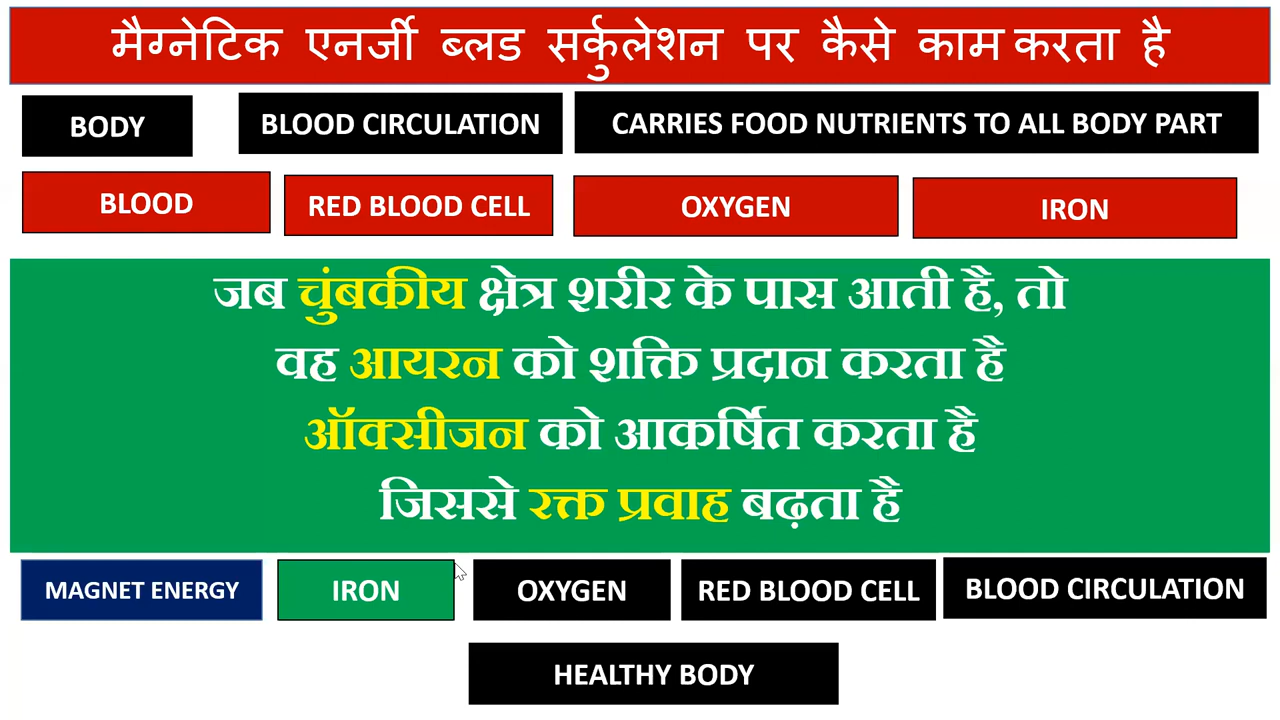 मैग्नेटिक एनर्जी ब्लड सर्कुलेशन पर कैसे काम करता है
BODY
BLOOD CIRCULATION
CARRIES FOOD NUTRIENTS TO ALL BODY PART
BLOOD
RED BLOOD CELL
OXYGEN
IRON
जब चुंबकीय क्षेत्र शरीर के पास आती है, तो
वह आयरन को शक्ति प्रदान करता है
ऑक्सीजन को आकर्षित करता है
जिससे रक्त प्रवाह बढ़ता है
MAGNET ENERGY
IRON
OXYGEN
RED BLOOD CELL
BLOOD CIRCULATION
HEALTHY BODY